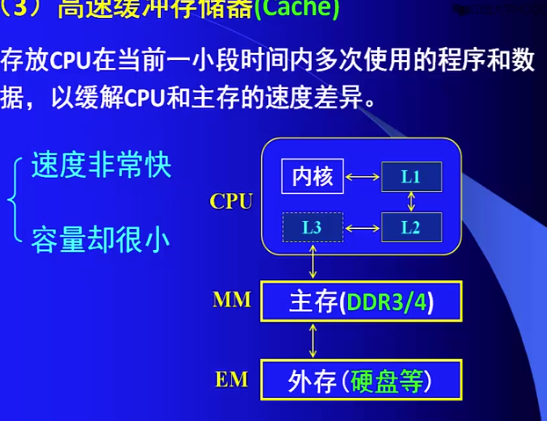 （3）高速缓冲存储器(Cache)
存放CPU在当前一小段时间内多次使用的程序和数
据，以缓解CPU和主存的速度差异。
速度非常快
容量却很小
CPU
内核
L1
L3
L2
MM
主存(DDR3/4)
EM
外存(硬盘等)